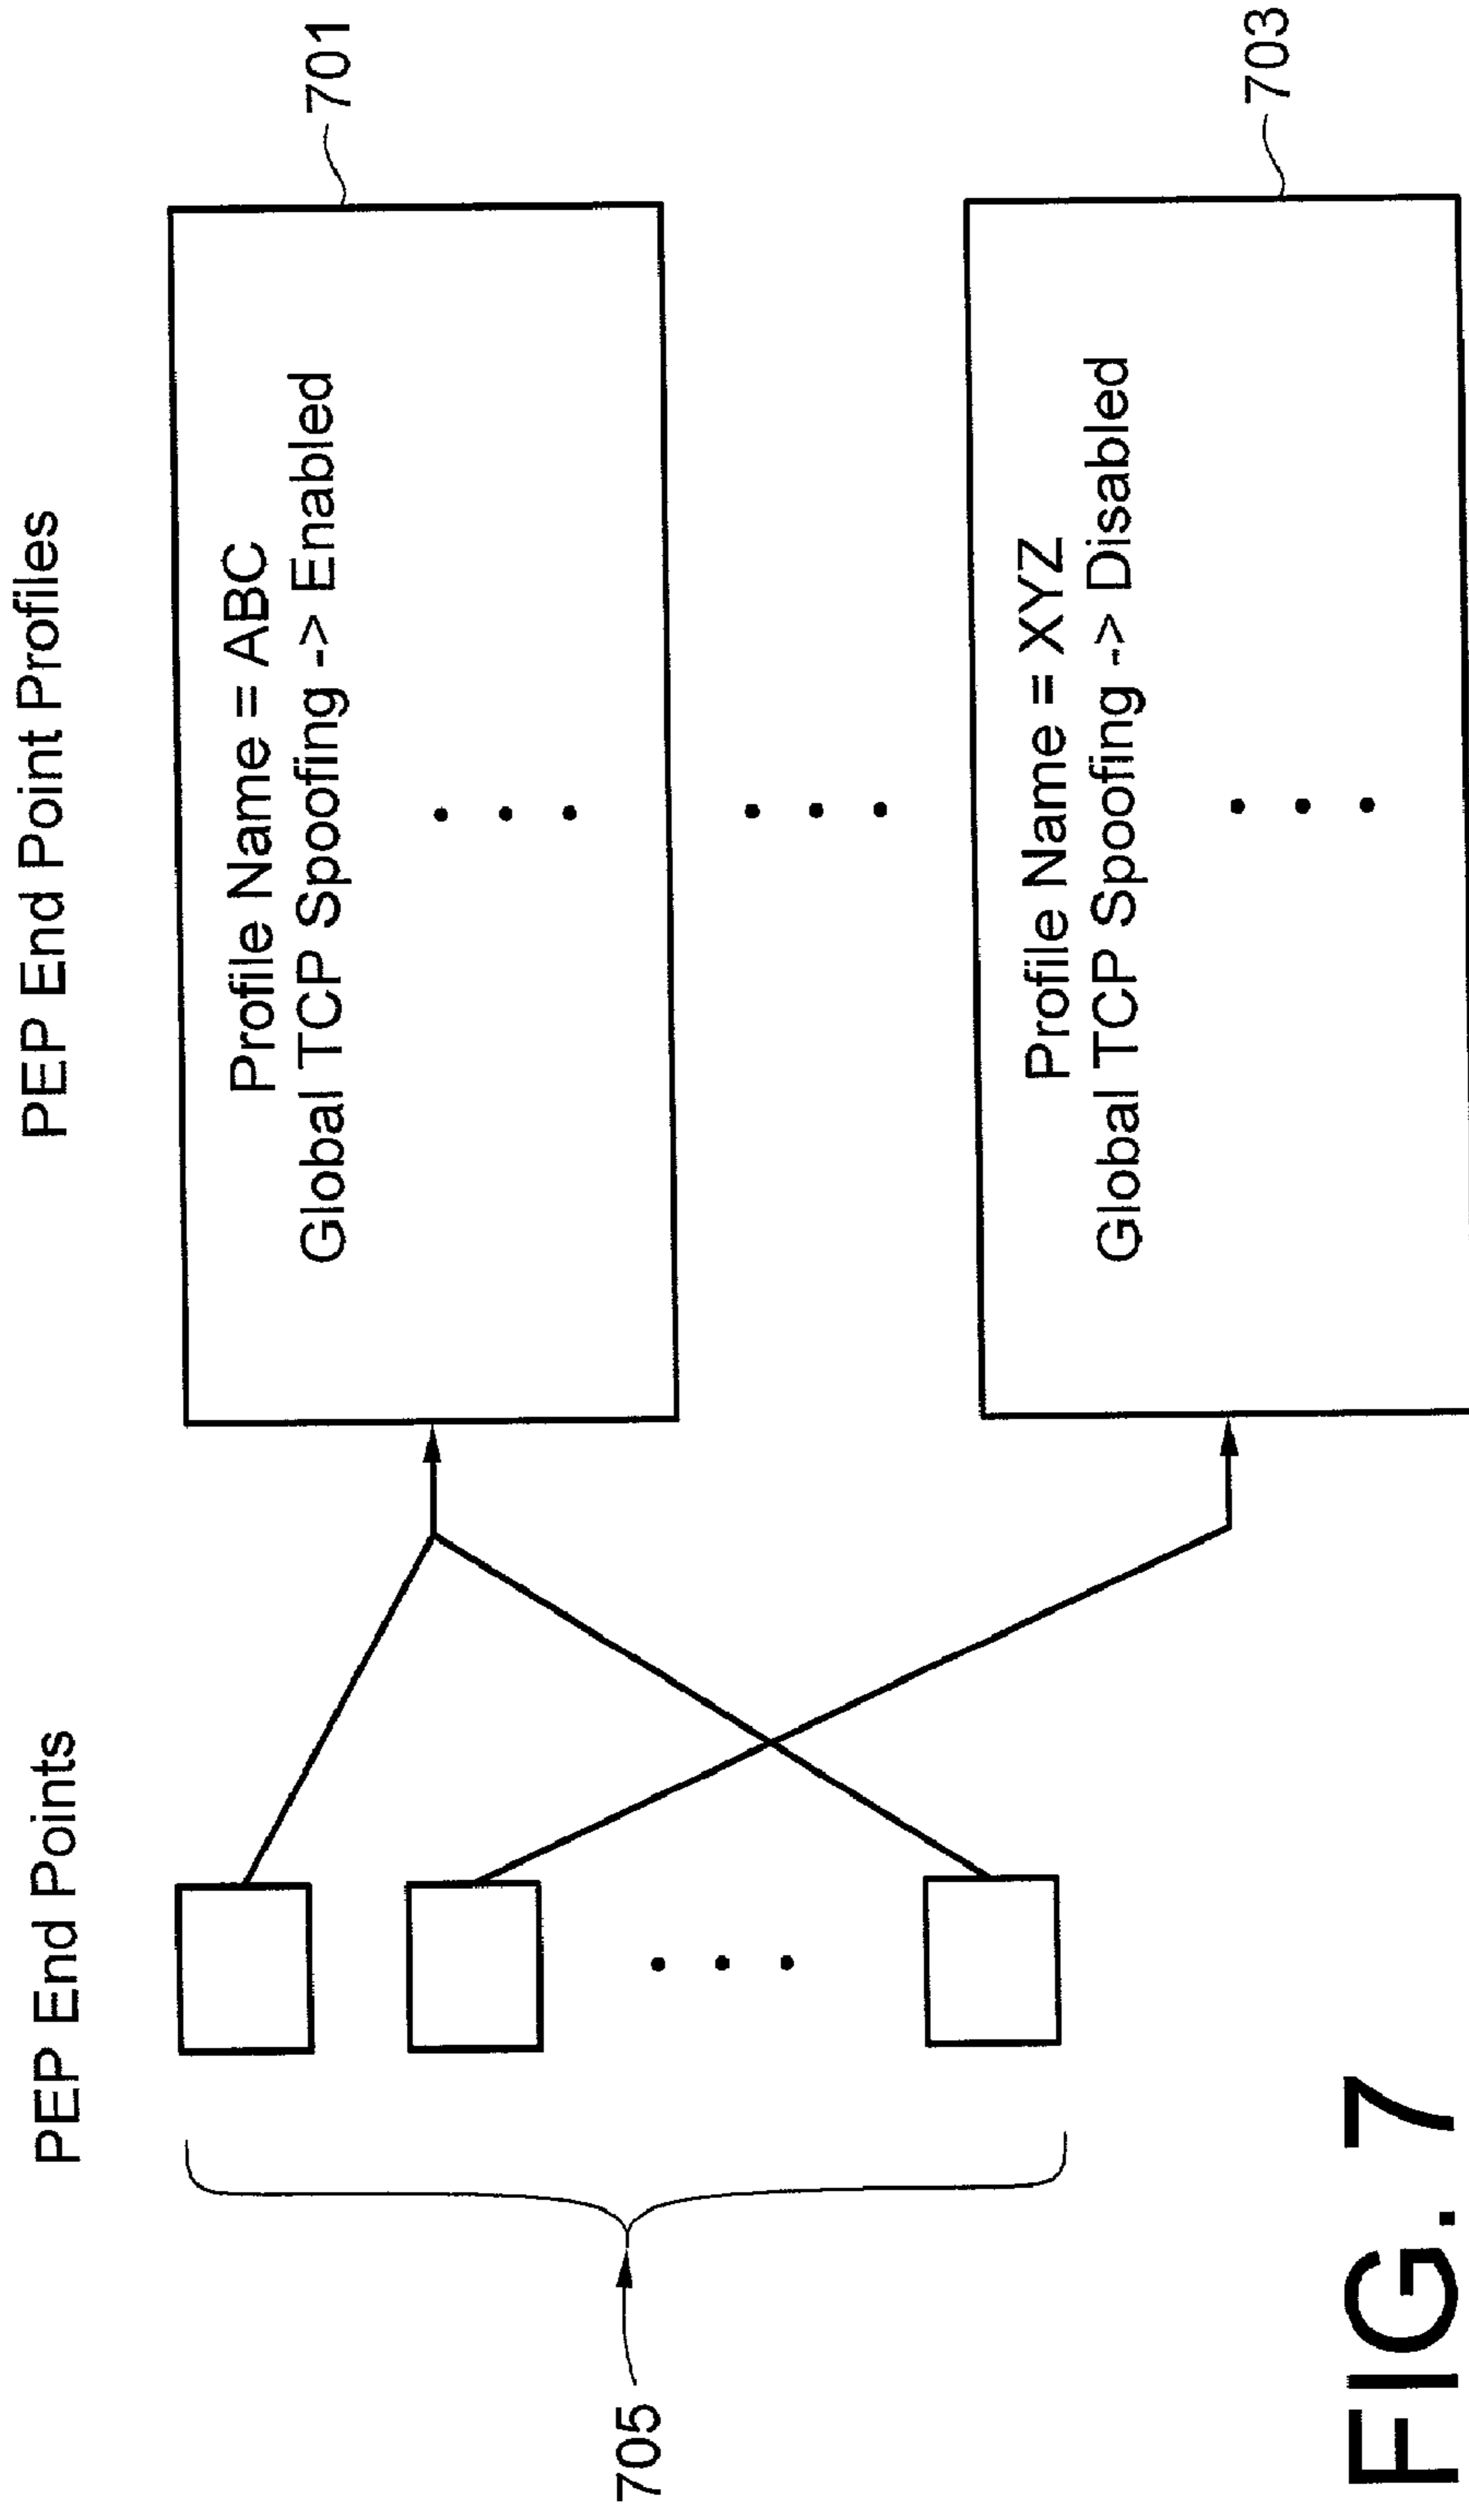 PEP End Points
PEP End Point Profiles
705
701
Profile Name = ABC
Global TCP Spoofing -> Enabled
703
Profile Name = XYZ
Global TCP Spoofing -> Disabled
FIG. 7